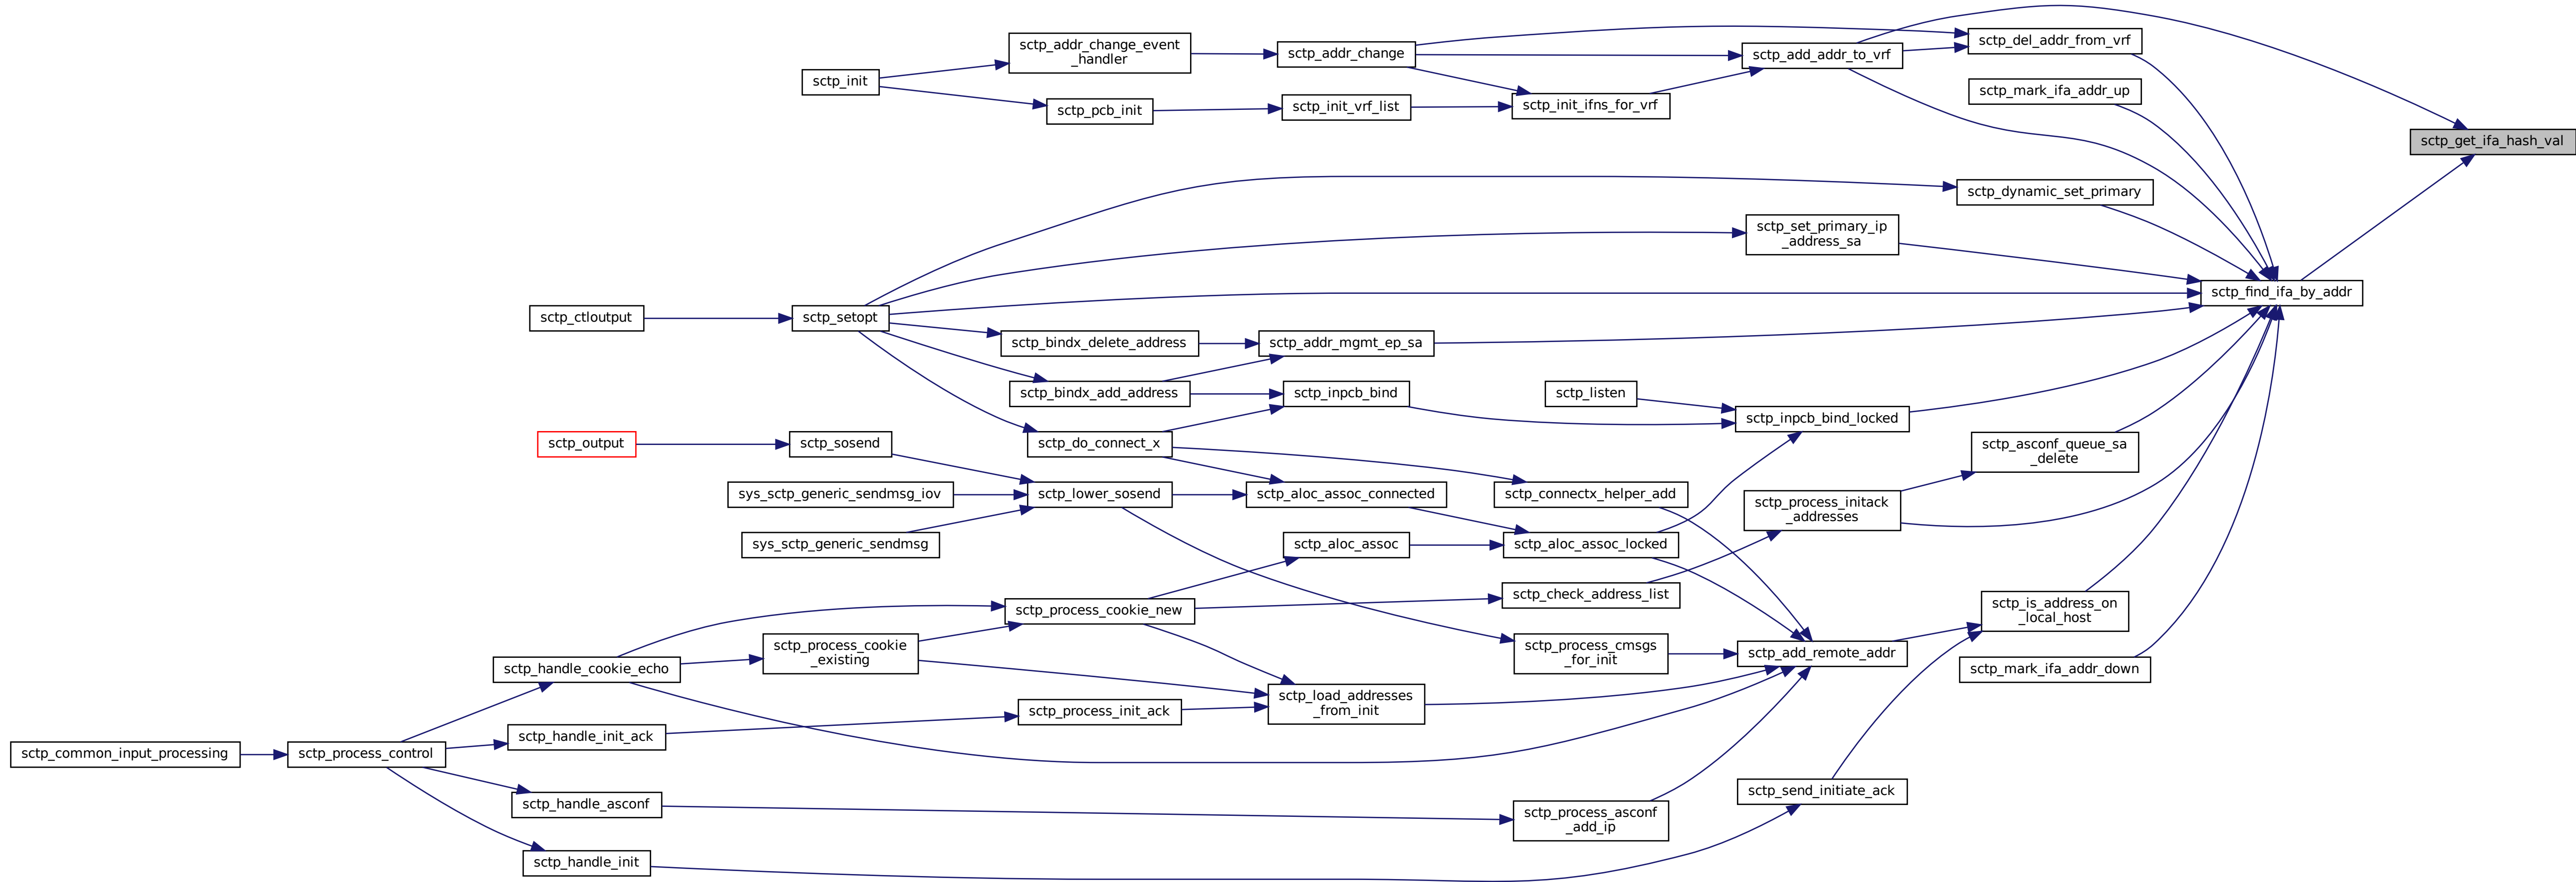 sctp_addr_change_event
_handler
sctp_addr_change
sctp_add_addr_to_vrf
sctp_del_addr_from_vrf
sctp_init
sctp_pcb_init
sctp_init_vrf_list
sctp_init_ifns_for_vrf
sctp_mark_ifa_addr_up
sctp_get_ifa_hash_val
sctp_dynamic_set_primary
sctp_set_primary_ip
_address_sa
sctp_find_ifa_by_addr
sctp_ctloutput
sctp_setopt
sctp_bindx_delete_address
sctp_addr_mgmt_ep_sa
sctp_bindx_add_address
sctp_inpcb_bind
sctp_listen
sctp_inpcb_bind_locked
sctp_output
sctp_sosend
sctp_do_connect_x
sctp_asconf_queue_sa
_delete
sys_sctp_generic_sendmsg_iov
sctp_lower_sosend
sctp_aloc_assoc_connected
sctp_connectx_helper_add
sctp_process_initack
_addresses
sys_sctp_generic_sendmsg
sctp_aloc_assoc
sctp_aloc_assoc_locked
sctp_process_cookie_new
sctp_check_address_list
sctp_is_address_on
_local_host
sctp_handle_cookie_echo
sctp_process_cookie
_existing
sctp_process_cmsgs
_for_init
sctp_add_remote_addr
sctp_mark_ifa_addr_down
sctp_process_init_ack
sctp_load_addresses
_from_init
sctp_common_input_processing
sctp_process_control
sctp_handle_init_ack
sctp_handle_asconf
sctp_process_asconf
_add_ip
sctp_send_initiate_ack
sctp_handle_init